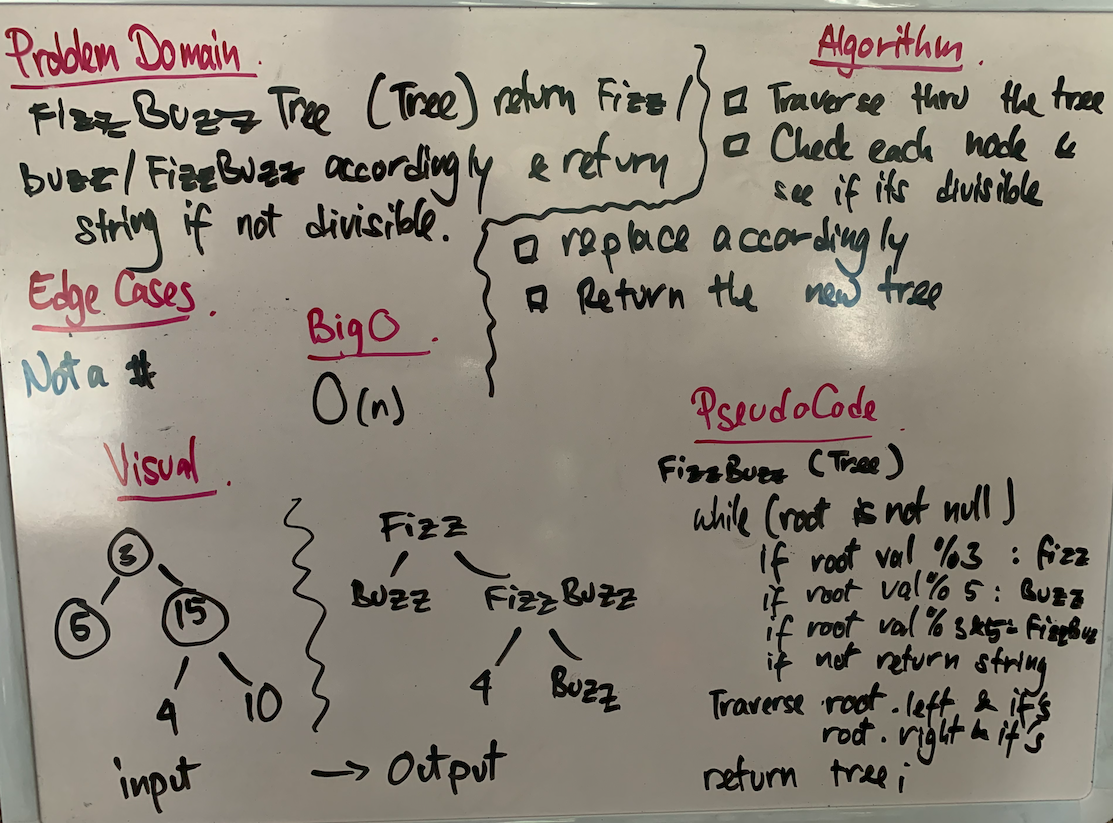 Problem Domain.
FizzBuzz Tree (Tree) return Fizz/
buzz/FizzBuzz accordingly & return
string if not divisible.
Edge Cases.
Not a #
Big O.
O(n)
Algorithm.
Traverse thru the tree
Check each node &
see if its divisible
replace accordingly
Return the new tree
Visual.
3
5 15
4 10
input
Fizz
Buzz FizzBuzz
4 Buzz
→ Output
PseudoCode
FizzBuzz (Tree)
while (root is not null)
if root val %3 : fizz
if root val % 5 : Buzz
if root val % 3&5: FizzBuzz
if not return string
Traverse root.left & if's
root.right & if's
return tree;